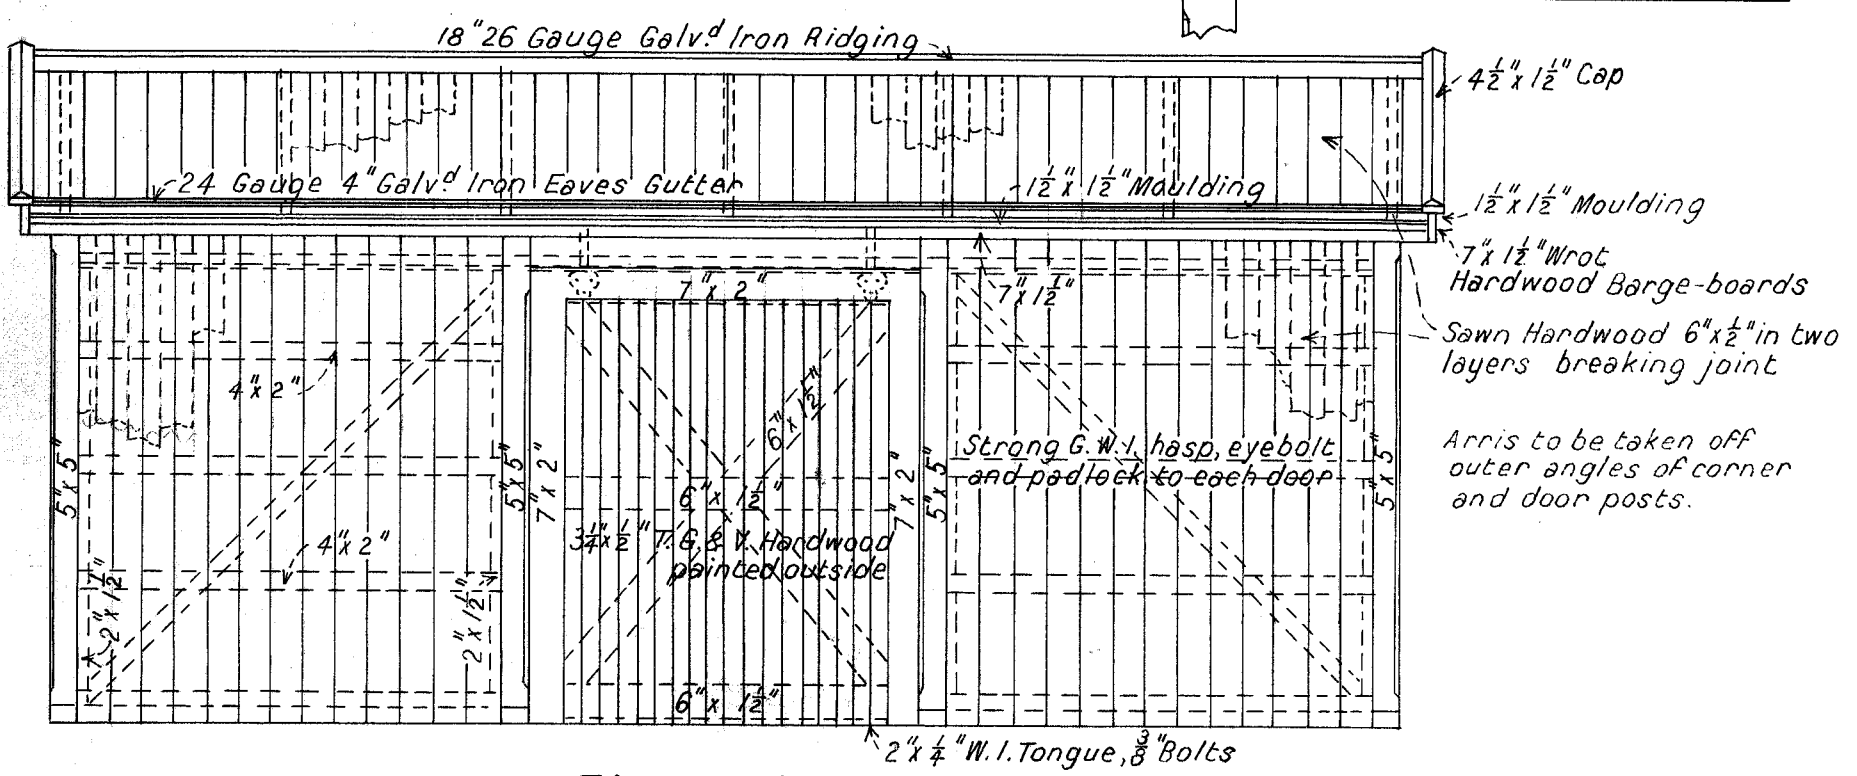 18" 26 Gauge Galv.d Iron Ridging
4½" x 1½" Cap
24 Gauge 4" Galv.d Iron Eaves Gutter
1½" x 1½" Moulding
1½" x 1½" Moulding
7" x 1½" Wrot
Hardwood Barge-boards
7" x 2"
7" x 1½"
Sawn Hardwood 6" x ½" in two
layers breaking joint
4" x 2"
6" x 1½"
Strong G.W.I. hasp, eyebolt
and padlock to each door
Arris to be taken off
outer angles of corner
and door posts.
5" x 5"
5" x 5"
7" x 2"
7" x 2"
5" x 5"
5" x 5"
6" x 1½"
3¼" x ½" T. G. & V. Hardwood
painted outside
4" x 2"
2" x 1½"
2" x 1½"
6" x 1½"
2" x ¼" W.I. Tongue, ⅜" Bolts